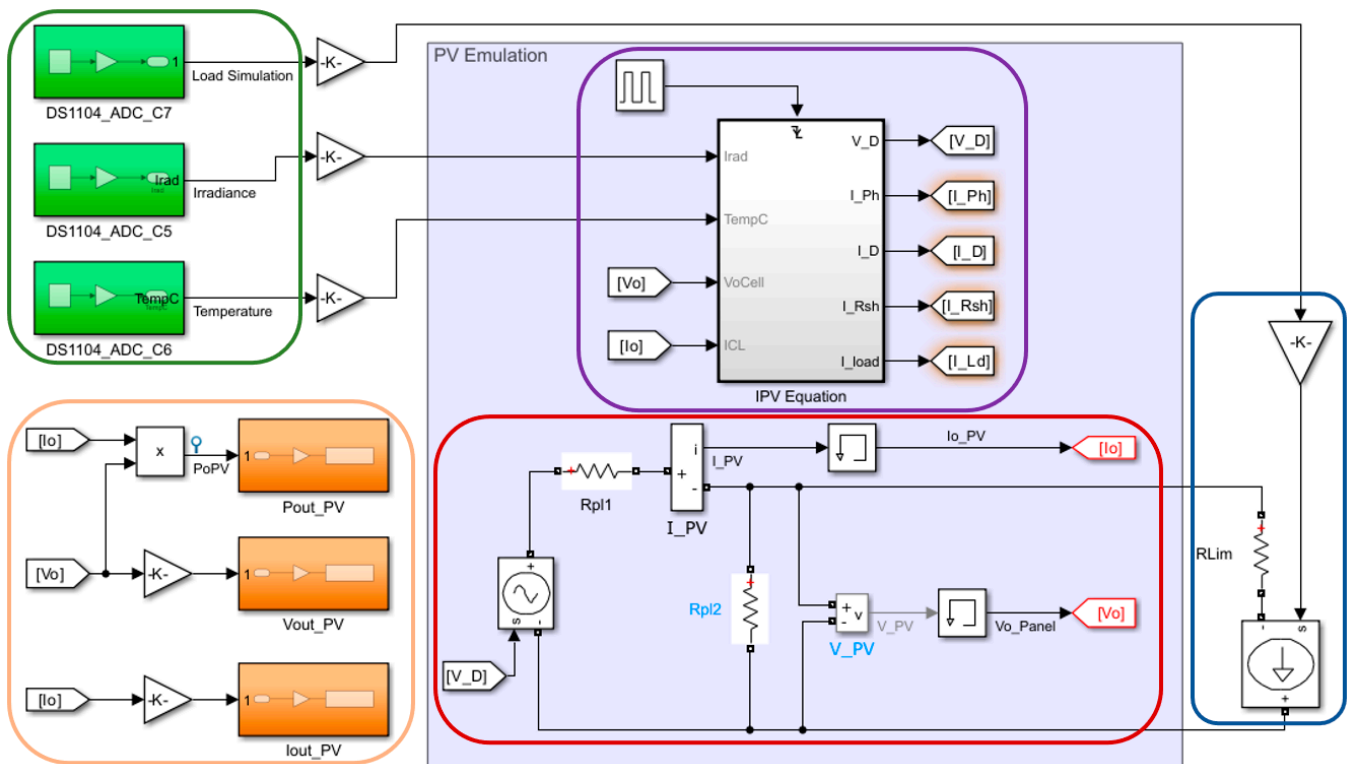 1
Load Simulation
DS1104_ADC_C7
-K-
Irad
Irradiance
DS1104_ADC_C5
-K-
TempC
Temperature
DS1104_ADC_C6
-K-
PV Emulation
Irad
TempC
VoCell
ICL
V_D
I_Ph
I_D
I_Rsh
I_load
IPV Equation
[Vo]
[Io]
[V_D]
[I_Ph]
[I_D]
[I_Rsh]
[I_Ld]
-K-
[Io]
x
PoPV
1
Pout_PV
[Vo]
-K-
1
Vout_PV
[Io]
-K-
1
Iout_PV
Rpl1
+
-
i
I_PV
I_PV
Io_PV
[Io]
+
s
-
[V_D]
Rpl2
+
-
v
V_PV
V_PV
Vo_Panel
[Vo]
RLim
-
s
+